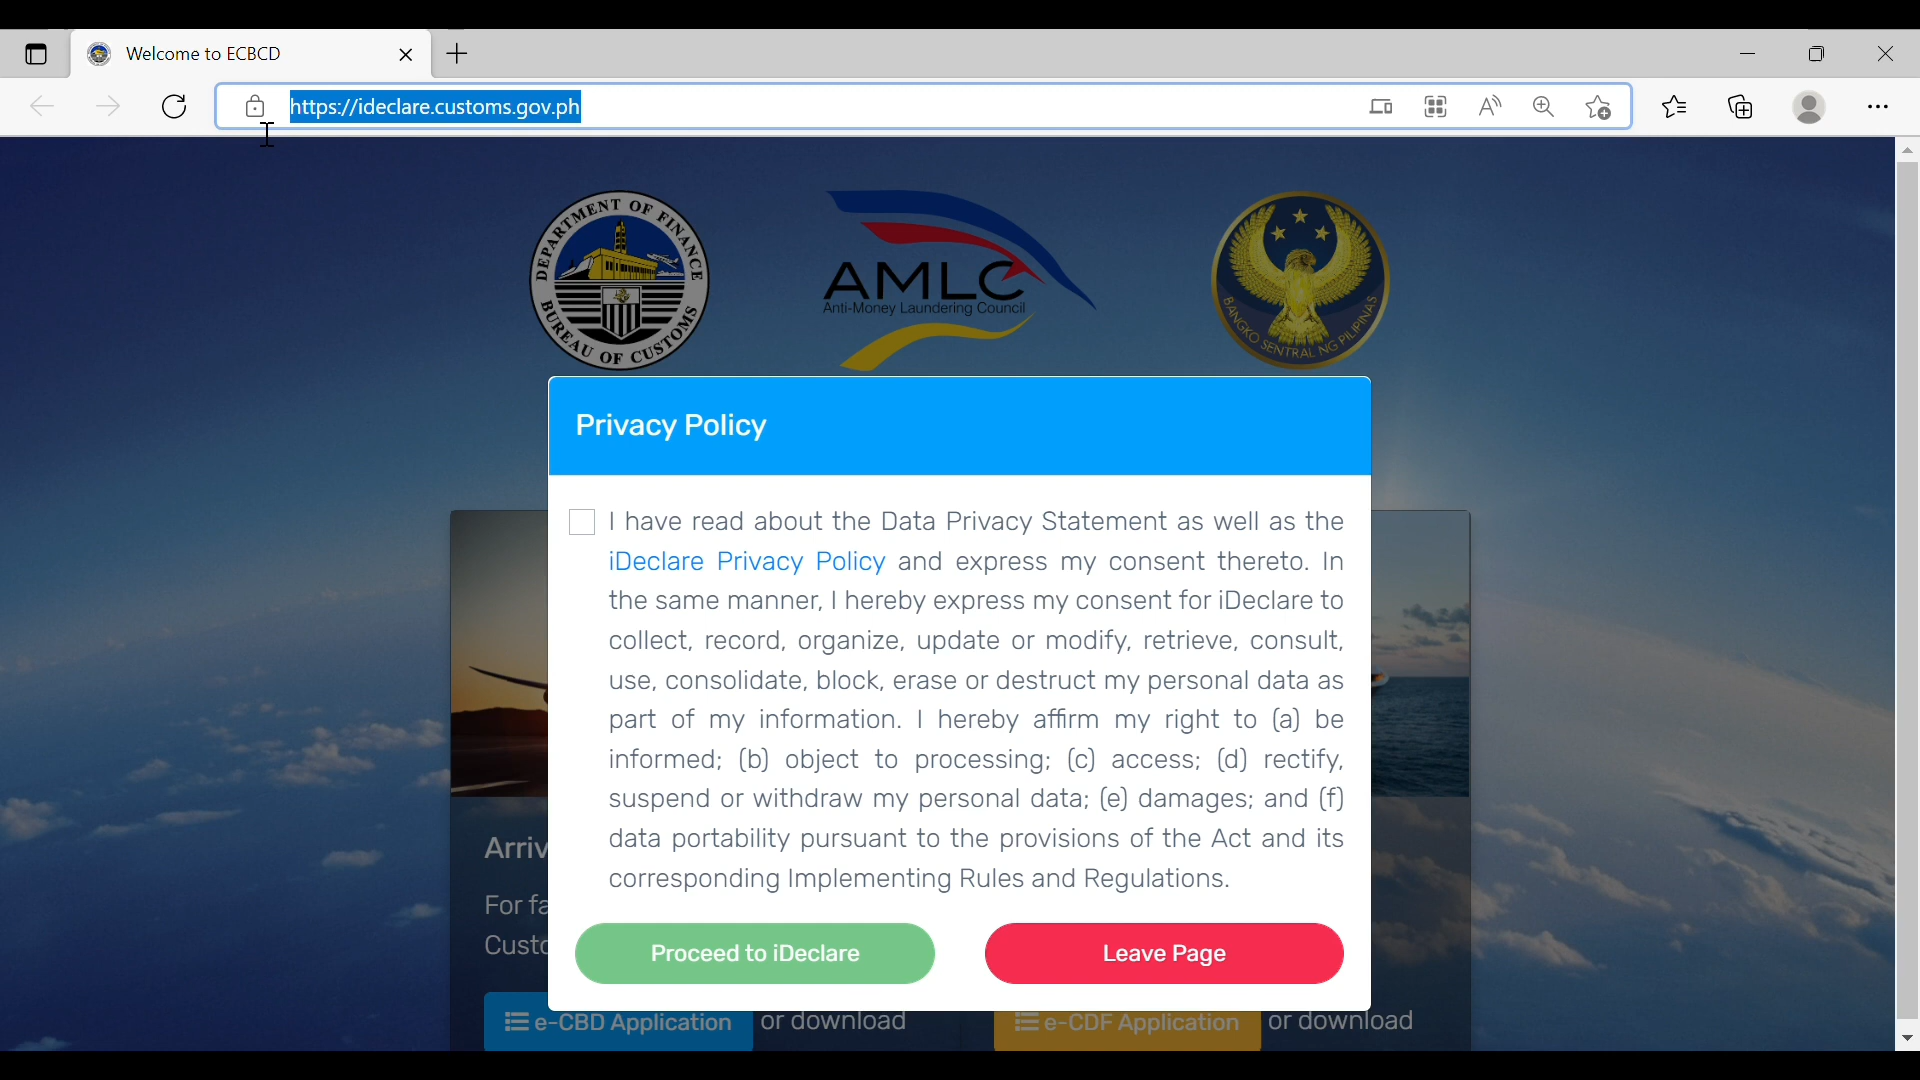 Welcome to ECBCD
https://ideclare.customs.gov.ph
DEPARTMENT OF FINANCE
BUREAU OF CUSTOMS
AMLC
Anti-Money Laundering Council
BANGKO SENTRAL NG PILIPINAS
Privacy Policy
I have read about the Data Privacy Statement as well as the
iDeclare Privacy Policy and express my consent thereto. In
the same manner, I hereby express my consent for iDeclare to
collect, record, organize, update or modify, retrieve, consult,
use, consolidate, block, erase or destruct my personal data as
part of my information. I hereby affirm my right to (a) be
informed; (b) object to processing; (c) access; (d) rectify,
suspend or withdraw my personal data; (e) damages; and (f)
data portability pursuant to the provisions of the Act and its
corresponding Implementing Rules and Regulations.
Proceed to iDeclare
Leave Page
Arriv
For fa
Custo
e-CBD Application or download
e-CDF Application or download